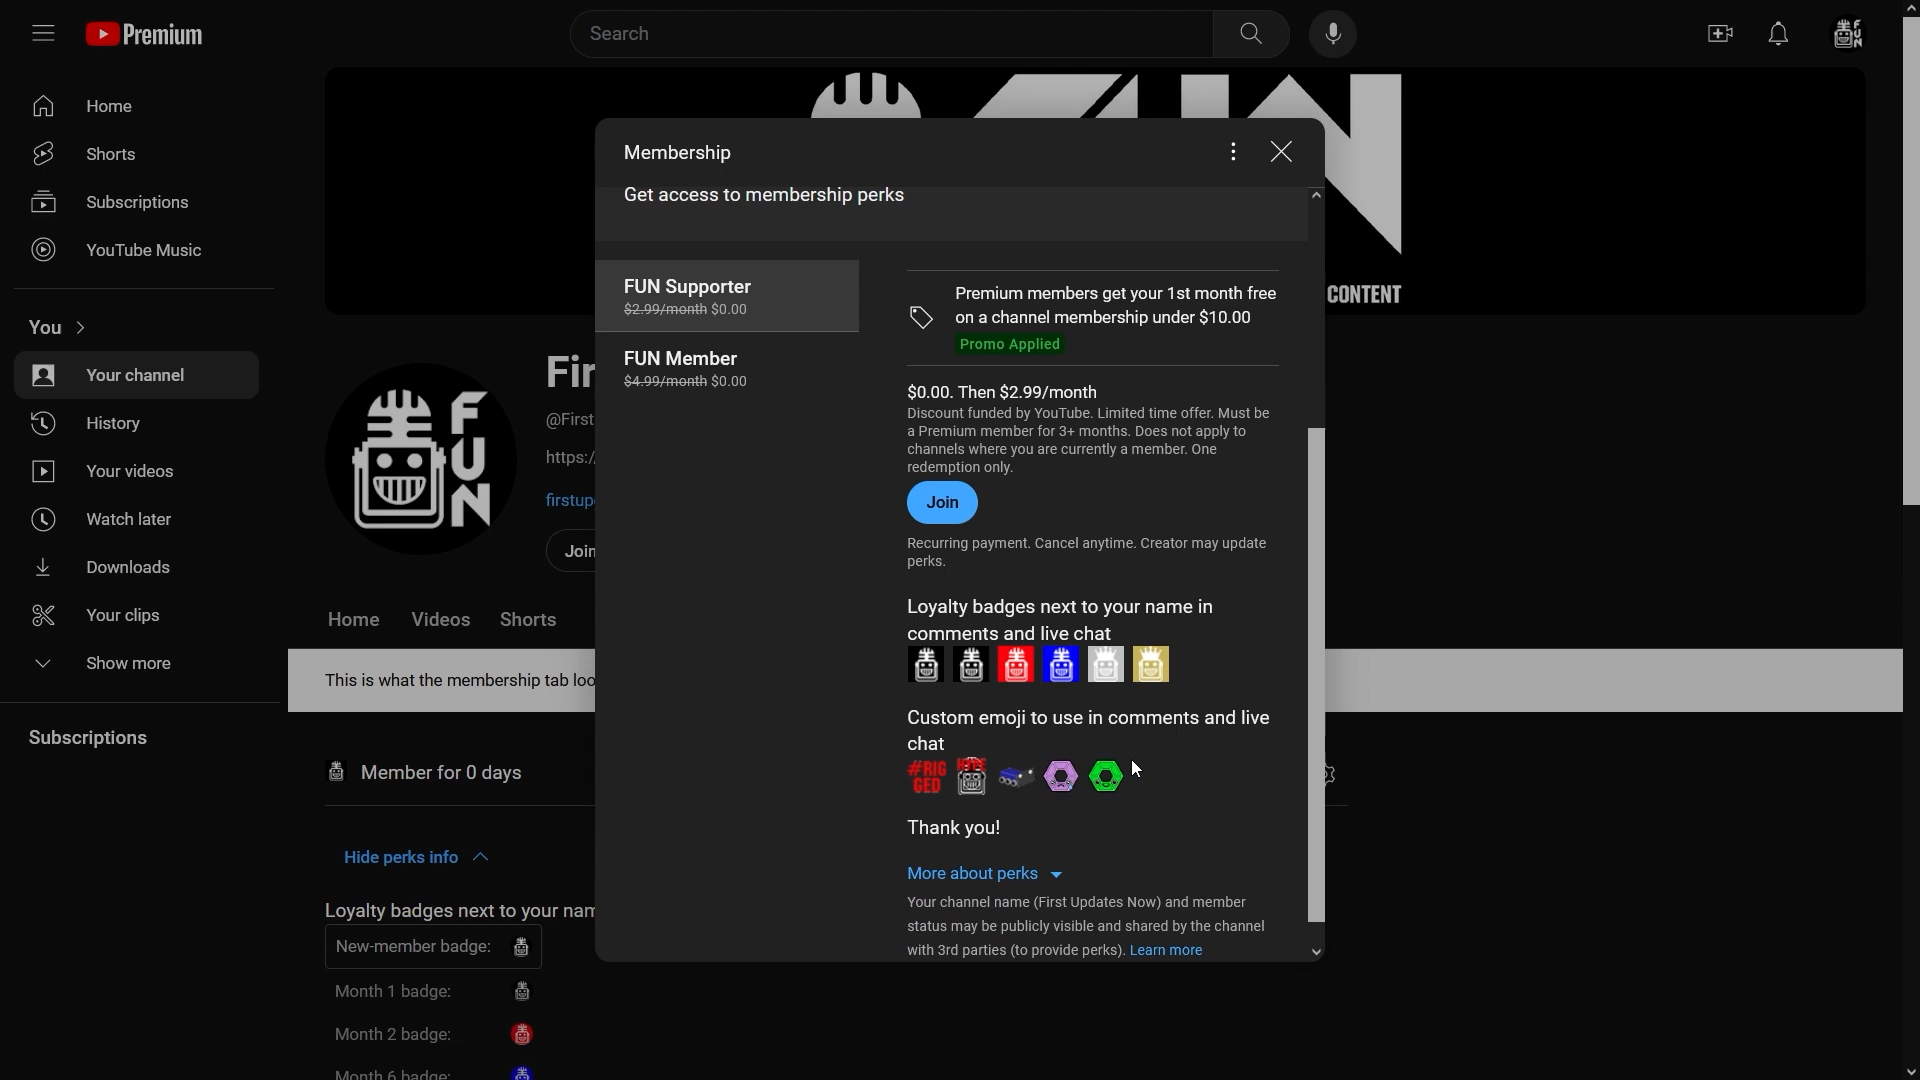 Premium
Search
FUN
Home
Shorts
Subscriptions
YouTube Music
You
Your channel
History
Your videos
Watch later
Downloads
Your clips
Show more
Subscriptions
CONTENT
FUN
Fir
@First
https:/
firstup
Join
Home Videos Shorts
This is what the membership tab loo
Member for 0 days
Hide perks info
Loyalty badges next to your nam
New-member badge:
Month 1 badge:
Month 2 badge:
Month 6 badge:
Membership
Get access to membership perks
FUN Supporter
$2.99/month $0.00
FUN Member
$4.99/month $0.00
Premium members get your 1st month free
on a channel membership under $10.00
Promo Applied
$0.00. Then $2.99/month
Discount funded by YouTube. Limited time offer. Must be
a Premium member for 3+ months. Does not apply to
channels where you are currently a member. One
redemption only.
Join
Recurring payment. Cancel anytime. Creator may update
perks.
Loyalty badges next to your name in
comments and live chat
Custom emoji to use in comments and live
chat
#RIG
GED
HYPE
Thank you!
More about perks
Your channel name (First Updates Now) and member
status may be publicly visible and shared by the channel
with 3rd parties (to provide perks). Learn more